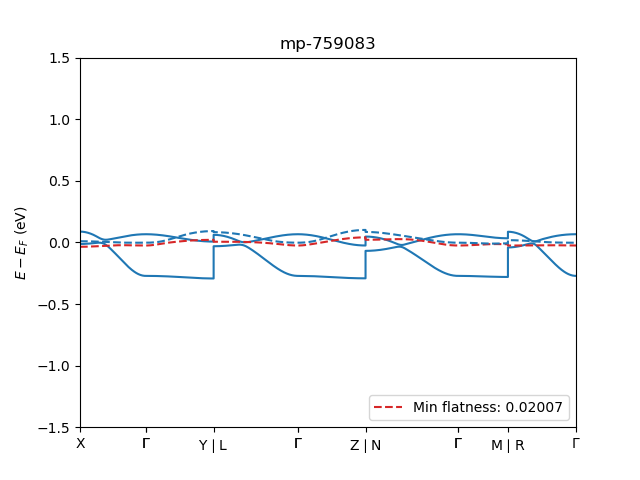 mp-759083
E − E_F (eV)
1.5
1.0
0.5
0.0
−0.5
−1.0
−1.5
Min flatness: 0.02007
X Γ Y | L Γ Z | N Γ M | R Γ